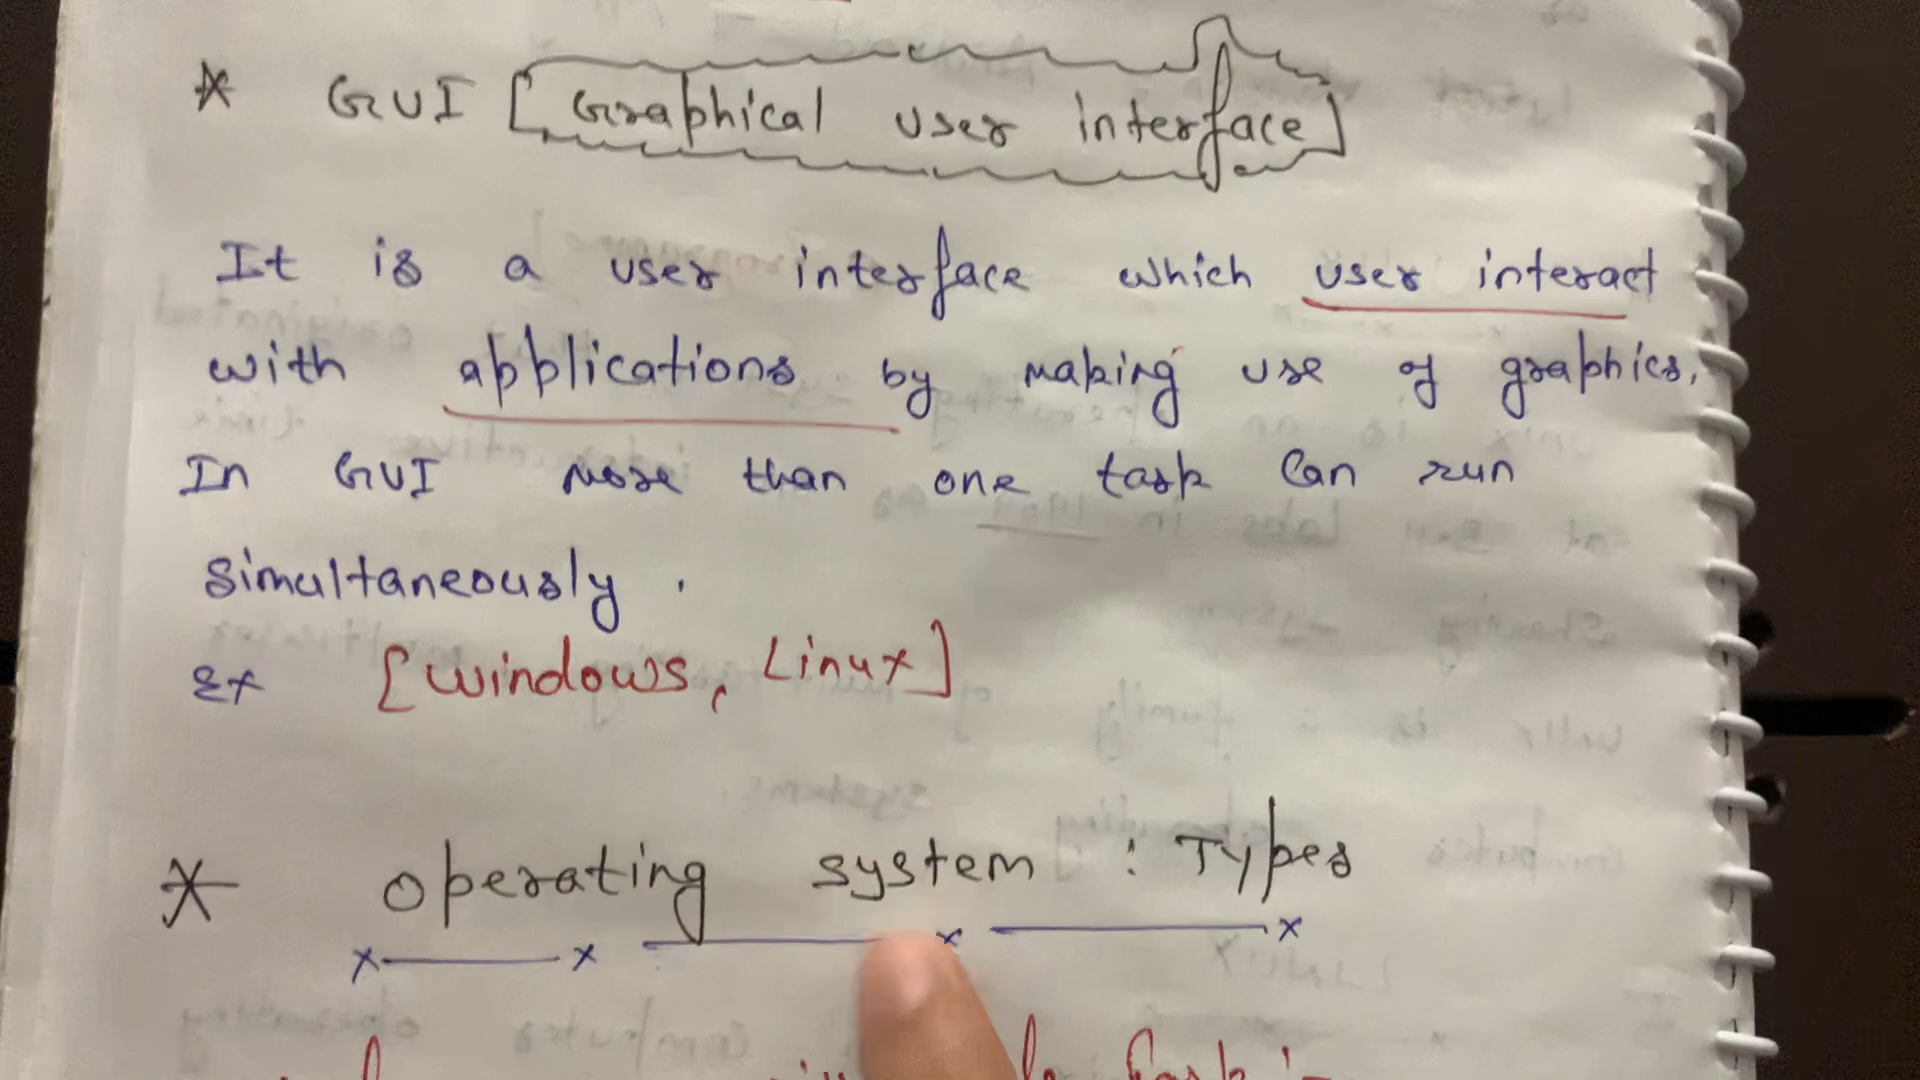 * GUI [Graphical user interface]
It is a user interface which user interact
with applications by making use of graphics.
In GUI more than one task can run
simultaneously.
Ex [Windows, Linux]
* Operating system : Types